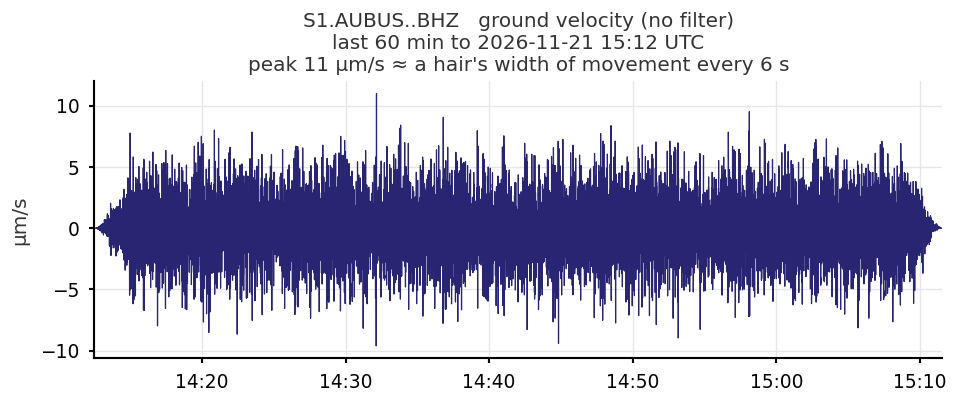 S1.AUBUS..BHZ   ground velocity (no filter)
last 60 min to 2026-11-21 15:12 UTC
peak 11 µm/s ≈ a hair's width of movement every 6 s
µm/s
10
5
0
−5
−10
14:20
14:30
14:40
14:50
15:00
15:10